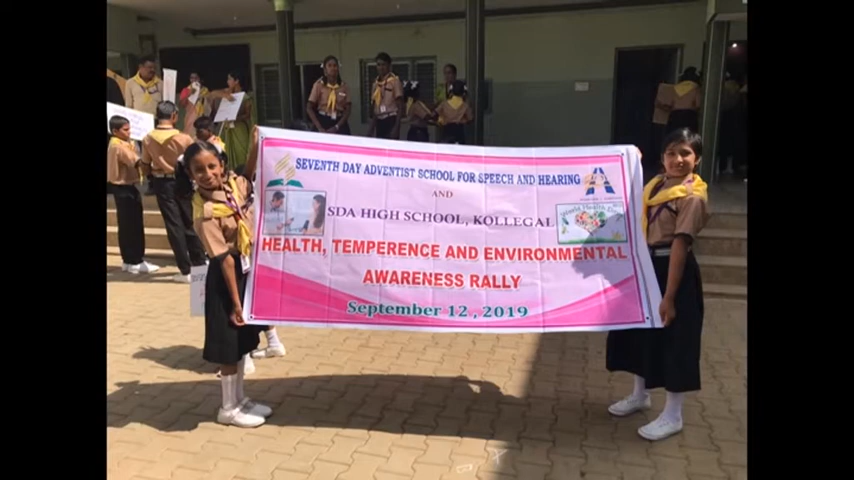 SEVENTH DAY ADVENTIST SCHOOL FOR SPEECH AND HEARING
AND
SDA HIGH SCHOOL, KOLLEGAL
HEALTH, TEMPERENCE AND ENVIRONMENTAL
AWARENESS RALLY
September 12, 2019